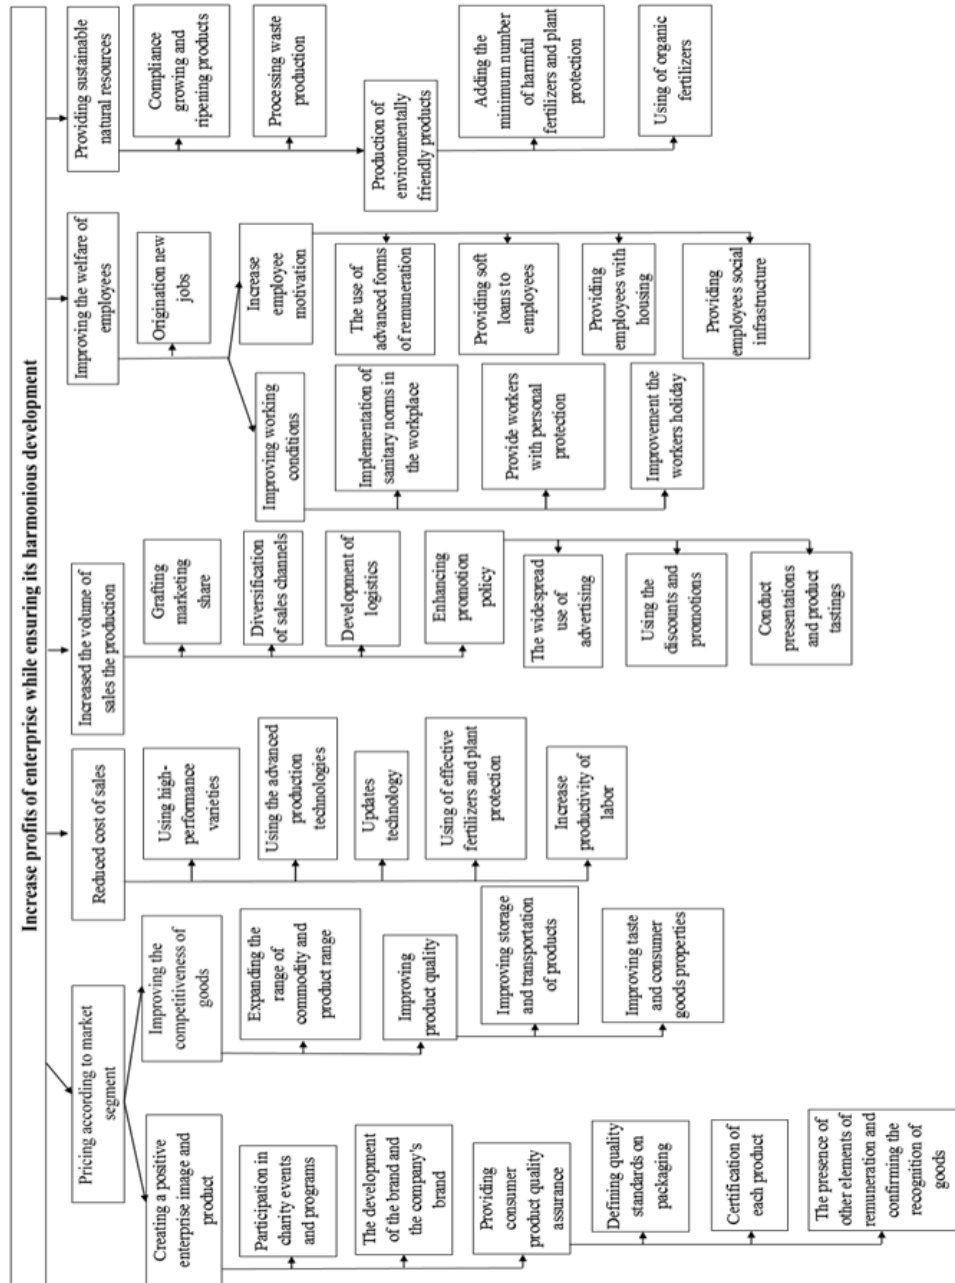 Increase profits of enterprise while ensuring its harmonious development
Pricing according to market
segment
Creating a positive
enterprise image and
product
Participation in
charity events
and programs
The development
of the brand and
the company's
brand
Providing
consumer
product quality
assurance
Defining quality
standards on
packaging
Certification of
each product
The presence of
other elements of
remuneration and
confirming the
recognition of
goods
Improving the
competitiveness of
goods
Expanding the
range of
commodity and
product range
Improving
product quality
Improving storage
and transportation
of products
Improving taste
and consumer
goods properties
Reduced cost of sales
Using high-
performance
varieties
Using the advanced
production
technologies
Updates
technology
Using of effective
fertilizers and plant
protection
Increase
productivity of
labor
Increased the volume of
sales the production
Grafting
marketing
share
Diversification
of sales channels
Development of
logistics
Enhancing
promotion
policy
The widespread
use of
advertising
Using the
discounts and
promotions
Conduct
presentations
and product
tastings
Improving the welfare of
employees
Origination new
jobs
Improving working
conditions
Implementation of
sanitary norms in
the workplace
Provide workers
with personal
protection
Improvement the
workers holiday
Increase
employee
motivation
The use of
advanced forms
of remuneration
Providing soft
loans to
employees
Providing
employees with
housing
Providing
employees social
infrastructure
Providing sustainable
natural resources
Compliance
growing and
ripening products
Processing waste
production
Production of
environmentally
friendly products
Adding the
minimum number
of harmful
fertilizers and plant
protection
Using of organic
fertilizers